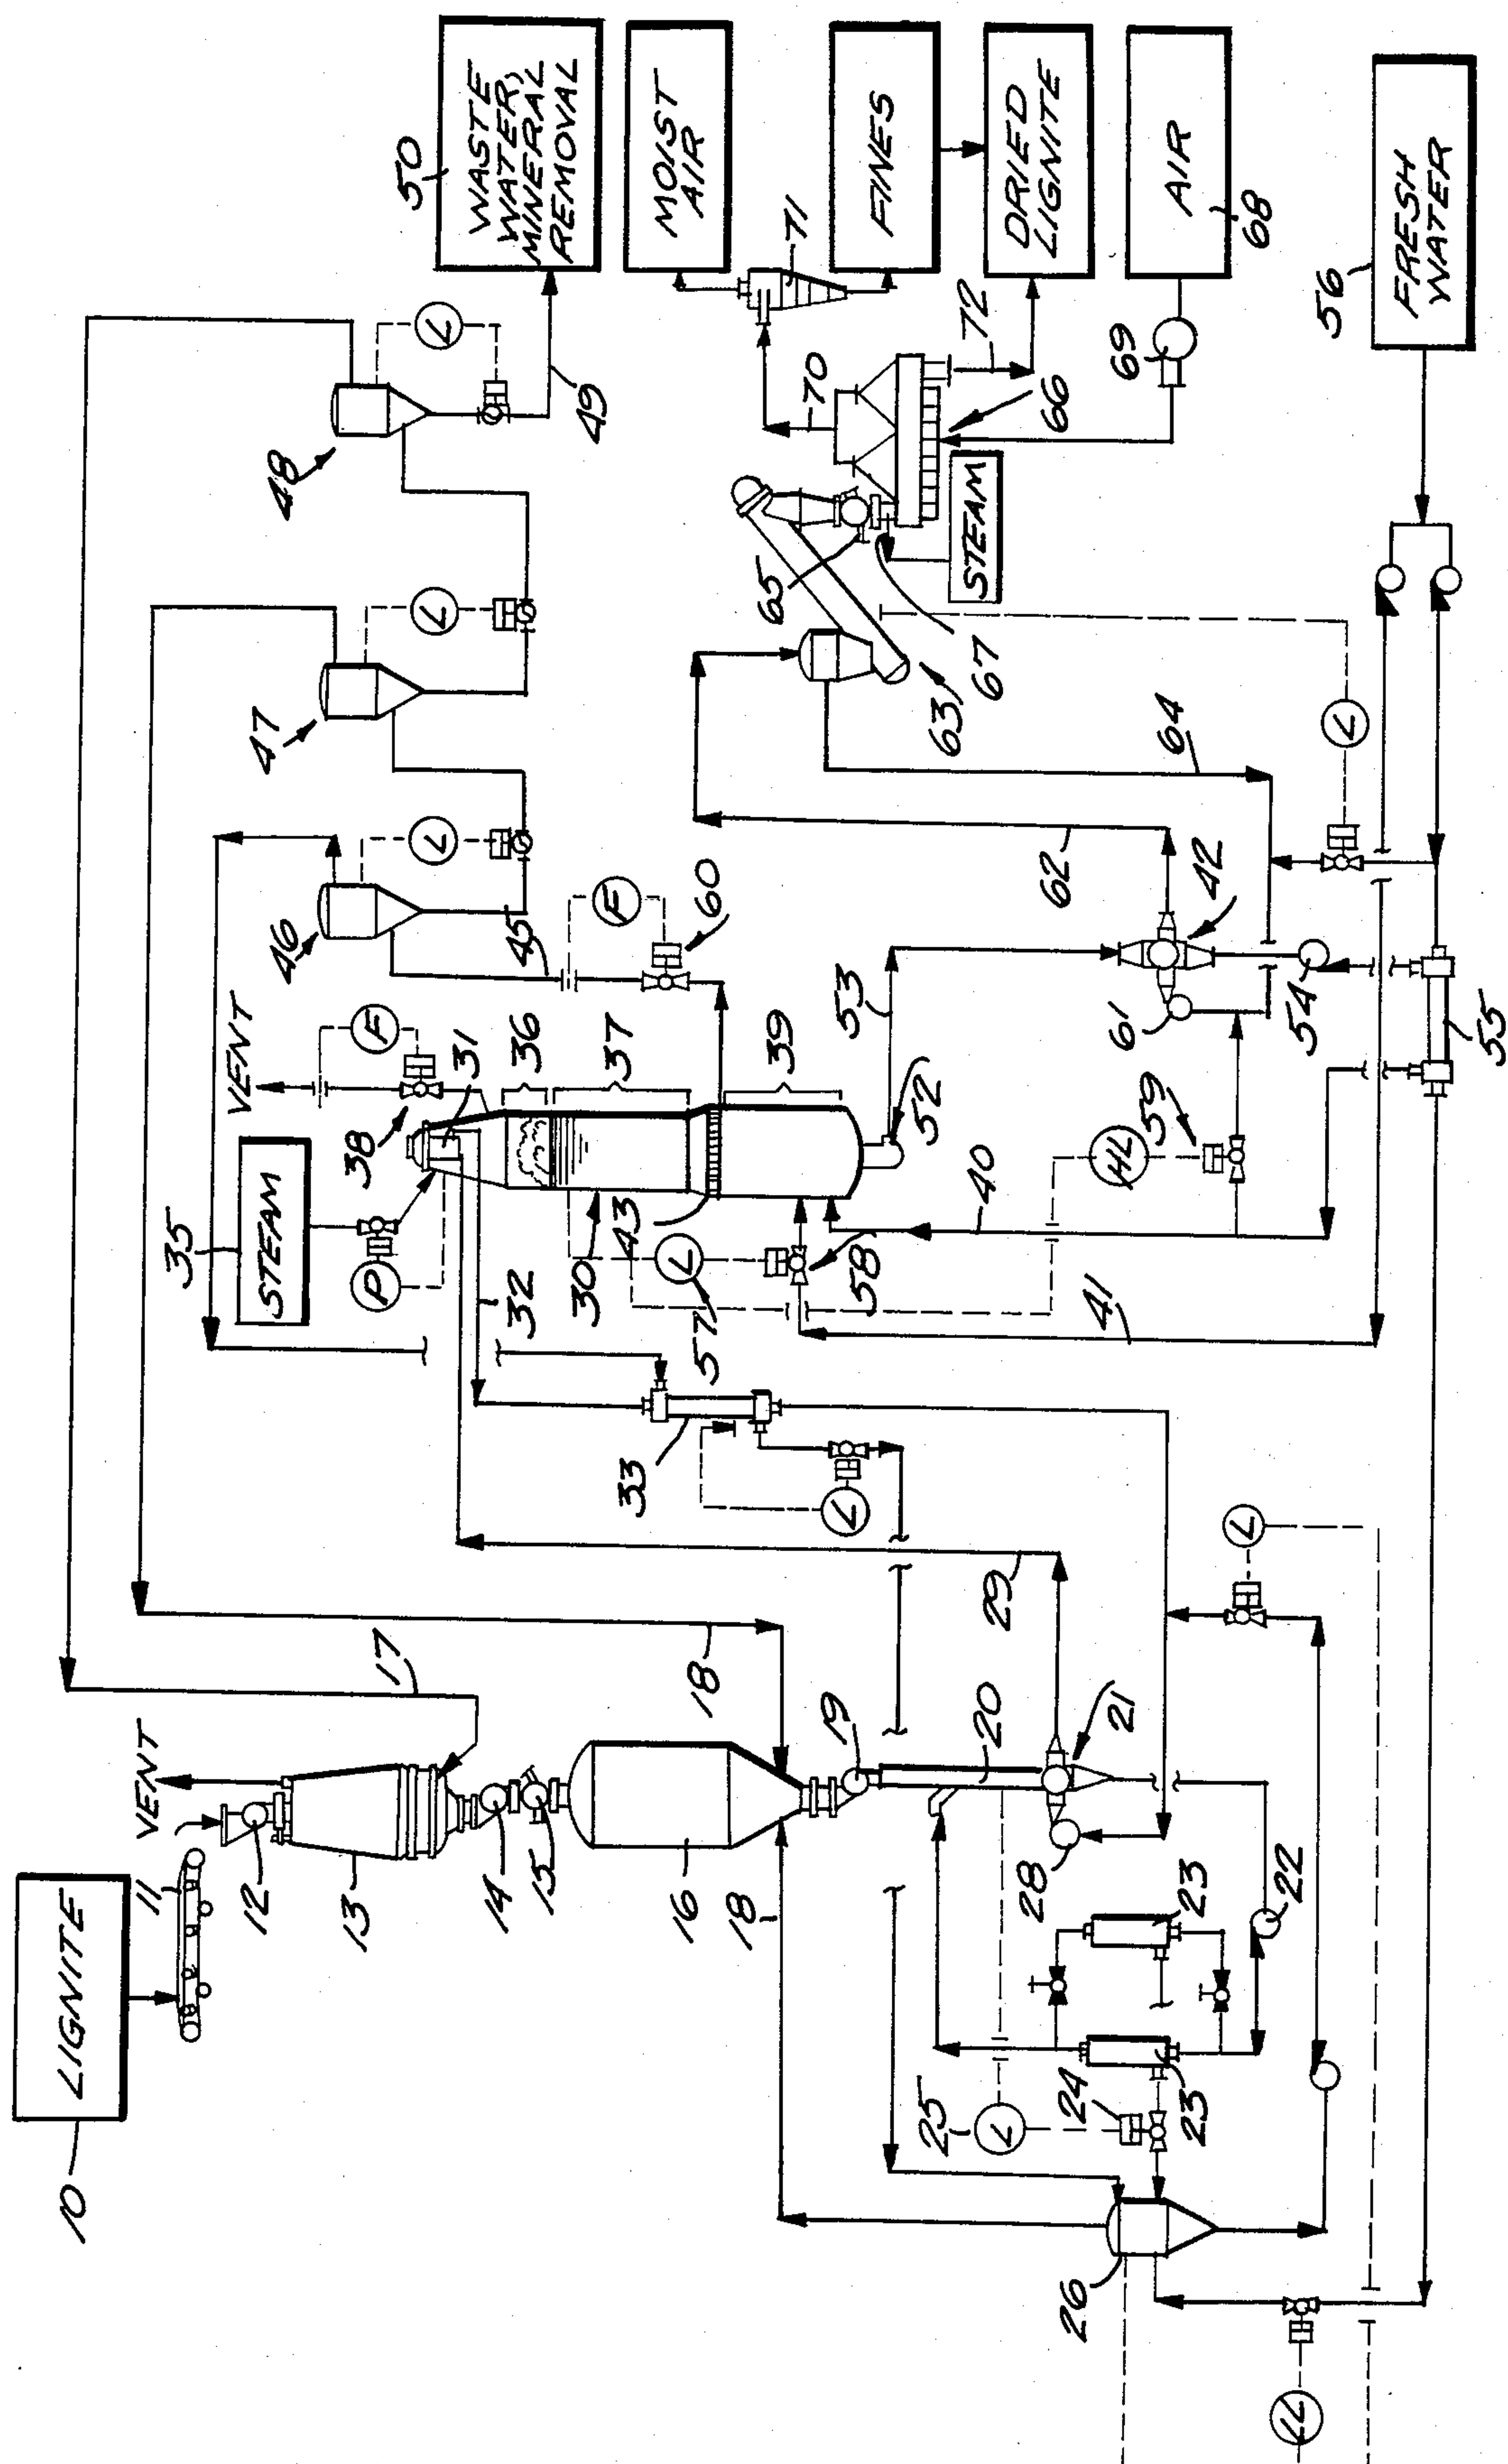 10
LIGNITE
11
VENT
12
13
17
14
15
16
18
18
19
20
21
25
L
24
23
23
26
LL
28
22
29
L
33
L
32
35
STEAM
P
VENT
38
F
31
36
37
30
43
39
57
L
58
HL
59
40
41
52
53
46
L
45
F
60
47
L
48
L
49
50
WASTE
WATER,
MINERAL
REMOVAL
MOIST
AIR
71
FINES
70
72
DRIED
LIGNITE
65
66
67
63
STEAM
69
AIR
68
62
64
42
61
54
55
L
56
FRESH
WATER